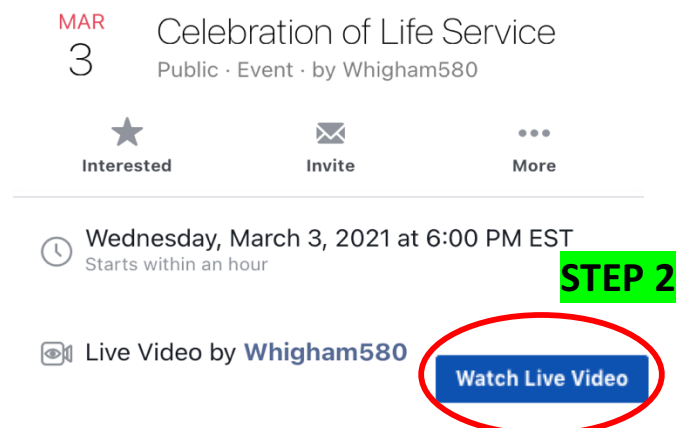 MAR
3
Celebration of Life Service
Public · Event · by Whigham580
Interested
Invite
More
Wednesday, March 3, 2021 at 6:00 PM EST
Starts within an hour
STEP 2
Live Video by Whigham580
Watch Live Video